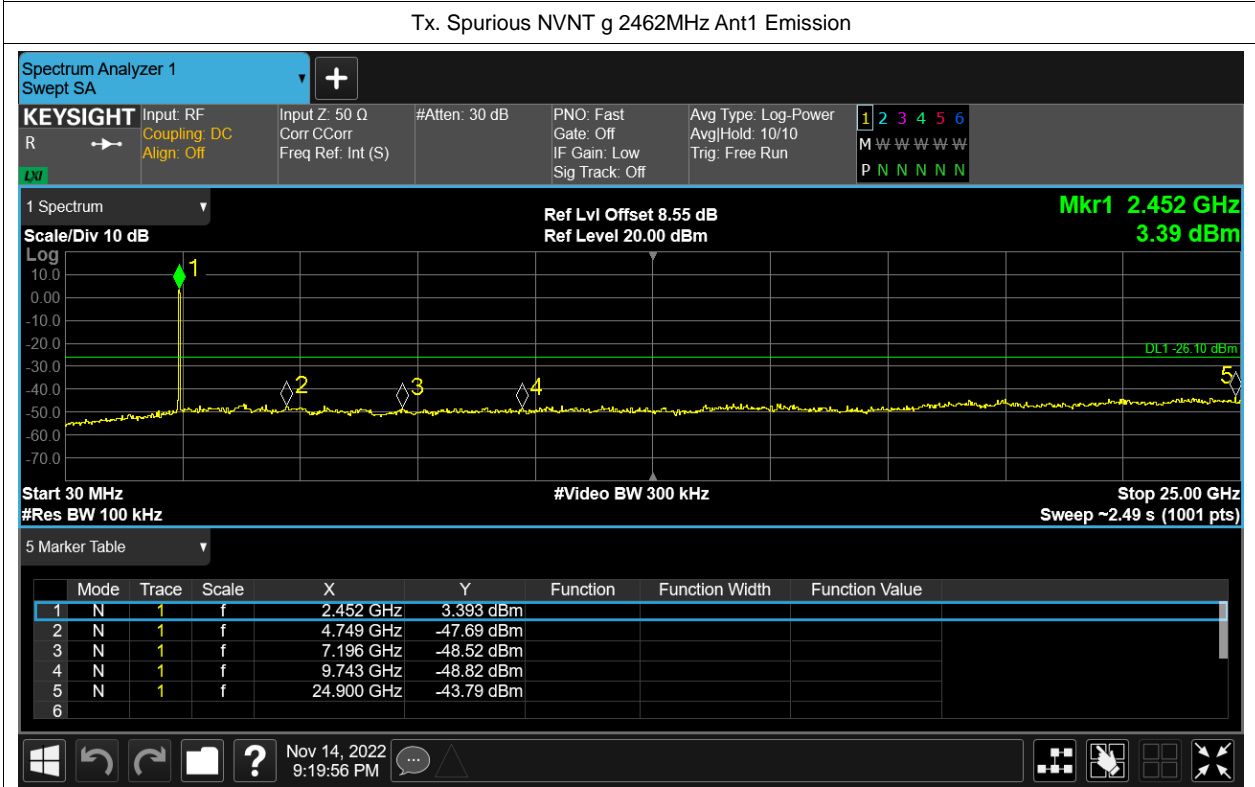 Tx. Spurious NVNT g 2462MHz Ant1 Emission
Spectrum Analyzer 1
Swept SA
KEYSIGHT
R
LXI
Input: RF
Coupling: DC
Align: Off
Input Z: 50 Ω
Corr CCorr
Freq Ref: Int (S)
#Atten: 30 dB
PNO: Fast
Gate: Off
IF Gain: Low
Sig Track: Off
Avg Type: Log-Power
Avg|Hold: 10/10
Trig: Free Run
1 2 3 4 5 6
M W W W W W
P N N N N N
1 Spectrum
Scale/Div 10 dB
Ref Lvl Offset 8.55 dB
Ref Level 20.00 dBm
Mkr1 2.452 GHz
3.39 dBm
Log
10.0
0.00
-10.0
-20.0
-30.0
-40.0
-50.0
-60.0
-70.0
1
2
3
4
5
DL1 -26.10 dBm
Start 30 MHz
#Res BW 100 kHz
#Video BW 300 kHz
Stop 25.00 GHz
Sweep ~2.49 s (1001 pts)
5 Marker Table
Mode Trace Scale X Y Function Function Width Function Value
1 N 1 f 2.452 GHz 3.393 dBm
2 N 1 f 4.749 GHz -47.69 dBm
3 N 1 f 7.196 GHz -48.52 dBm
4 N 1 f 9.743 GHz -48.82 dBm
5 N 1 f 24.900 GHz -43.79 dBm
6
?
Nov 14, 2022
9:19:56 PM